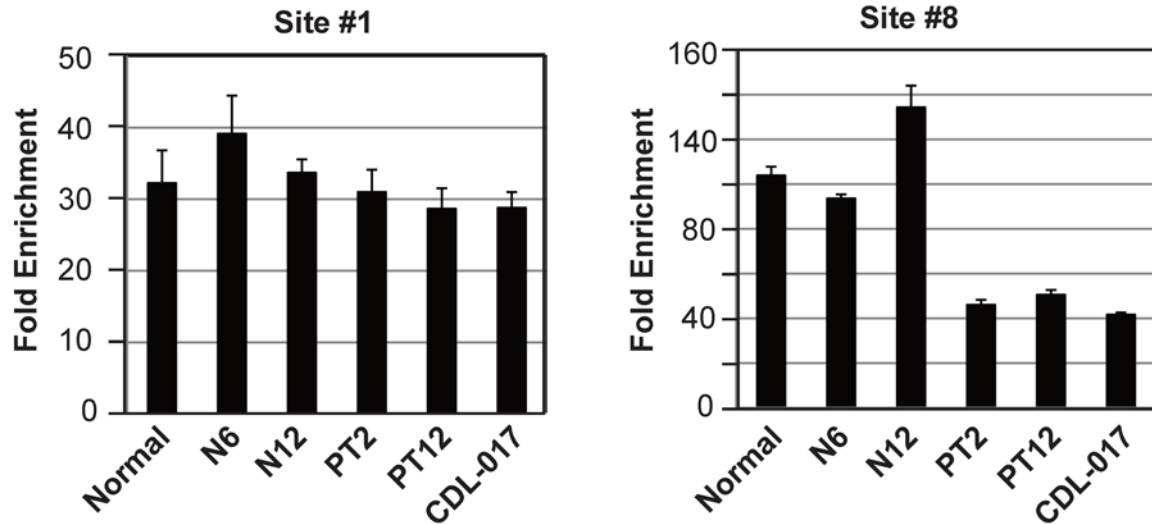 Site #1
Fold Enrichment
50
40
30
20
10
0
Normal
N6
N12
PT2
PT12
CDL-017
Site #8
Fold Enrichment
160
140
80
40
0
Normal
N6
N12
PT2
PT12
CDL-017